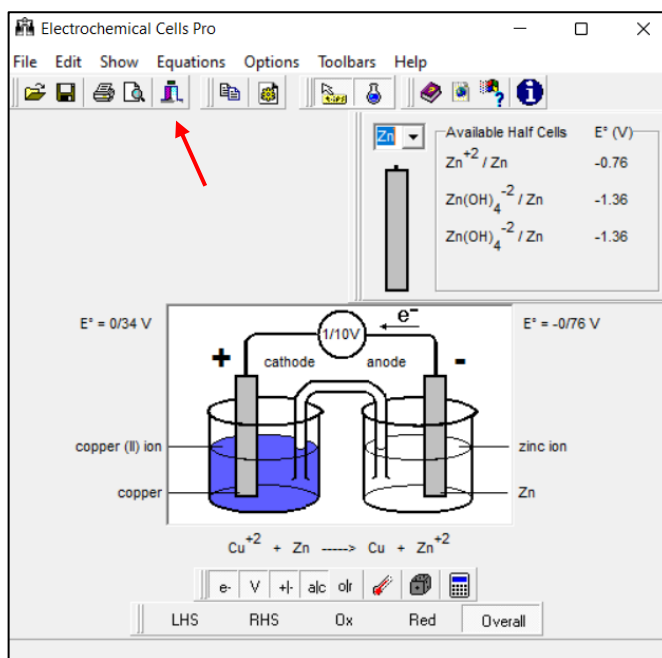 Electrochemical Cells Pro
File Edit Show Equations Options Toolbars Help
Zn
Available Half Cells E° (V)
Zn+2 / Zn -0.76
Zn(OH)4-2 / Zn -1.36
Zn(OH)4-2 / Zn -1.36
E° = 0/34 V
1/10V
e-
E° = -0/76 V
+ cathode anode -
copper (II) ion
zinc ion
copper
Zn
Cu+2 + Zn -----> Cu + Zn+2
e- V +|- a|c o|r
LHS RHS Ox Red Overall